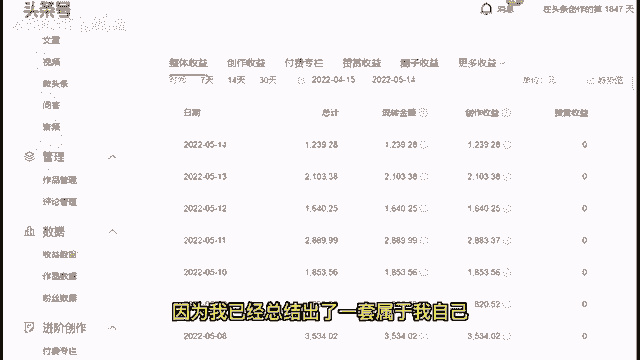 头条号
消息
在头条创作的第 1847 天
文章
视频
微头条
问答
音频
管理
作品管理
评论管理
数据
收益数据
作品数据
粉丝数据
进阶创作
付费专栏
整体收益 创作收益 付费专栏 赞赏收益 圈子收益 更多收益
7天 14天 30天 2022-04-15 2022-05-14
日期 总计 创作收益 赞赏收益
2022-05-14 1,239.28 1,239.28 1,239.28 0
2022-05-13 2,103.38 2,103.38 2,103.38 0
2022-05-12 1,640.25 1,640.25 1,640.25 0
2022-05-11 2,889.99 2,889.99 2,883.37 0
2022-05-10 1,853.56 1,853.56 1,853.56 0
820.52 0
2022-05-08 3,534.02 3,534.02 3,534.02 0
因为我已经总结出了一套属于我自己